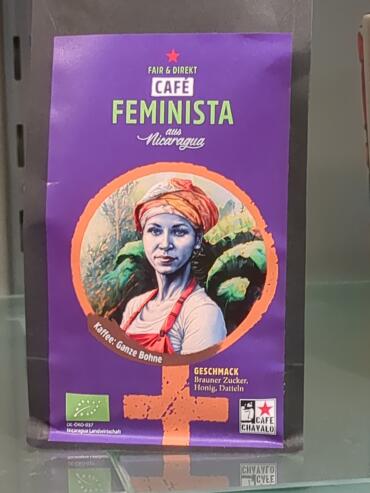 FAIR & DIREKT
CAFÉ
FEMINISTA
aus
Nicaragua
Kaffee: Ganze Bohne
GESCHMACK
Brauner Zucker,
Honig, Datteln
DE-ÖKO-037
Nicaragua Landwirtschaft
CAFE
CHAVALO